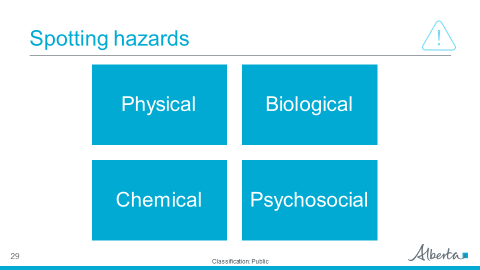 Spotting hazards
!
Physical
Biological
Chemical
Psychosocial
29
Classification: Public
Alberta